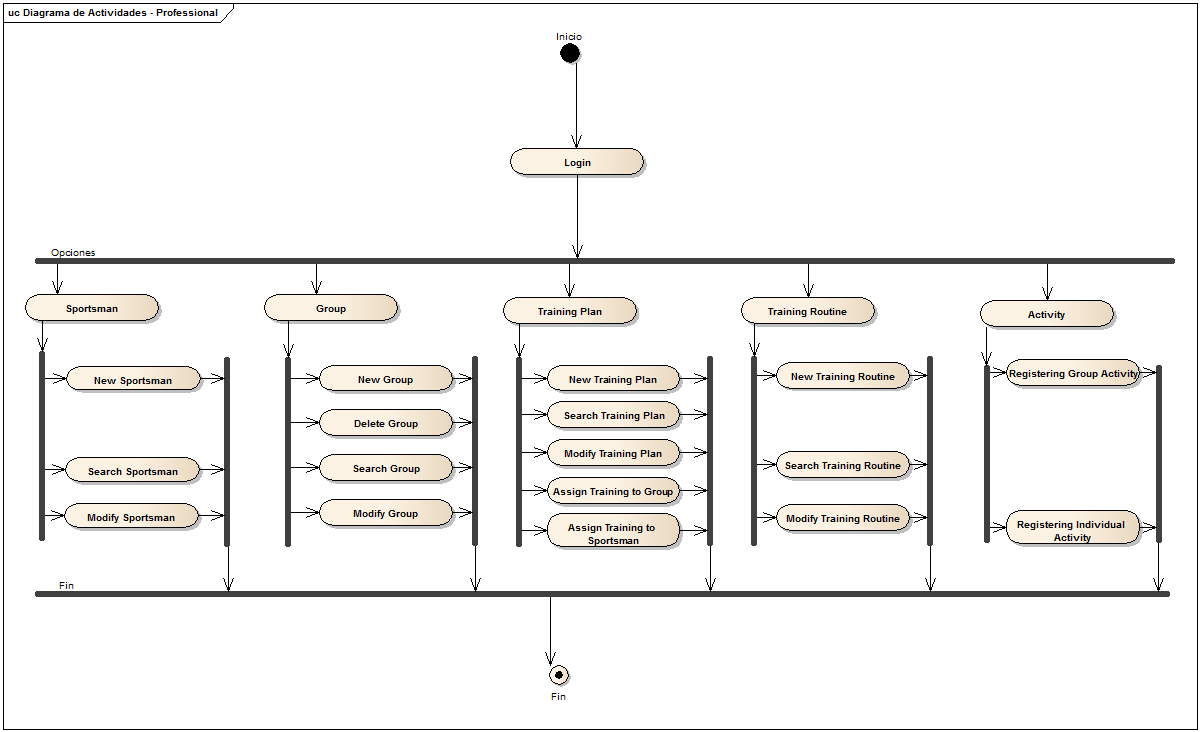 uc Diagrama de Actividades - Professional
Inicio
Login
Opciones
Sportsman
Group
Training Plan
Training Routine
Activity
New Sportsman
Search Sportsman
Modify Sportsman
New Group
Delete Group
Search Group
Modify Group
New Training Plan
Search Training Plan
Modify Training Plan
Assign Training to Group
Assign Training to
Sportsman
New Training Routine
Search Training Routine
Modify Training Routine
Registering Group Activity
Registering Individual
Activity
Fin
Fin